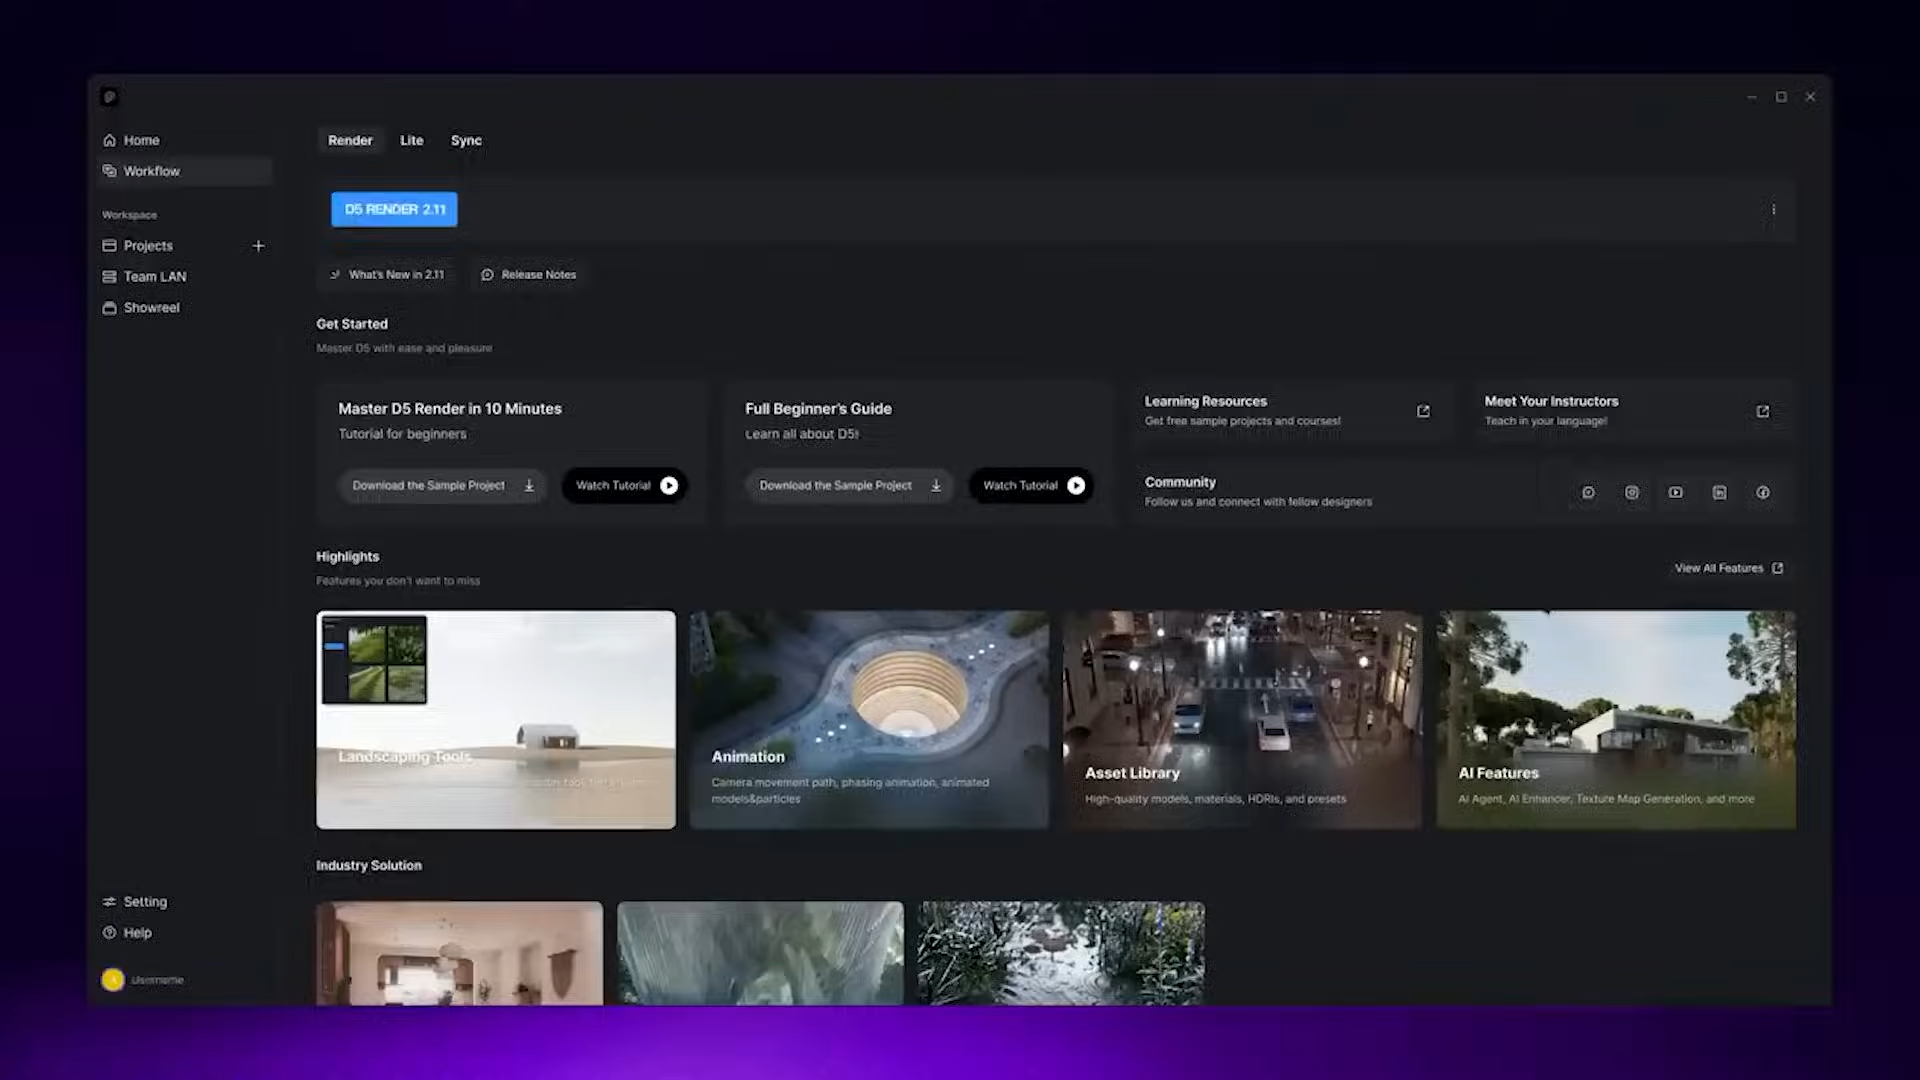 Home
Workflow
Workspace
Projects
Team LAN
Showreel
Setting
Help
Username
Render
Lite
Sync
D5 RENDER 2.11
What's New in 2.11
Release Notes
Get Started
Master D5 with ease and pleasure
Master D5 Render in 10 Minutes
Tutorial for beginners
Download the Sample Project
Watch Tutorial
Full Beginner's Guide
Learn all about D5!
Download the Sample Project
Watch Tutorial
Learning Resources
Get free sample projects and courses!
Meet Your Instructors
Teach in your language!
Community
Follow us and connect with fellow designers
Highlights
Features you don't want to miss
View All Features
Landscaping Tools
Animation
Camera movement path, phasing animation, animated
models&particles
Asset Library
High-quality models, materials, HDRIs, and presets
AI Features
AI Agent, AI Enhancer, Texture Map Generation, and more
Industry Solution